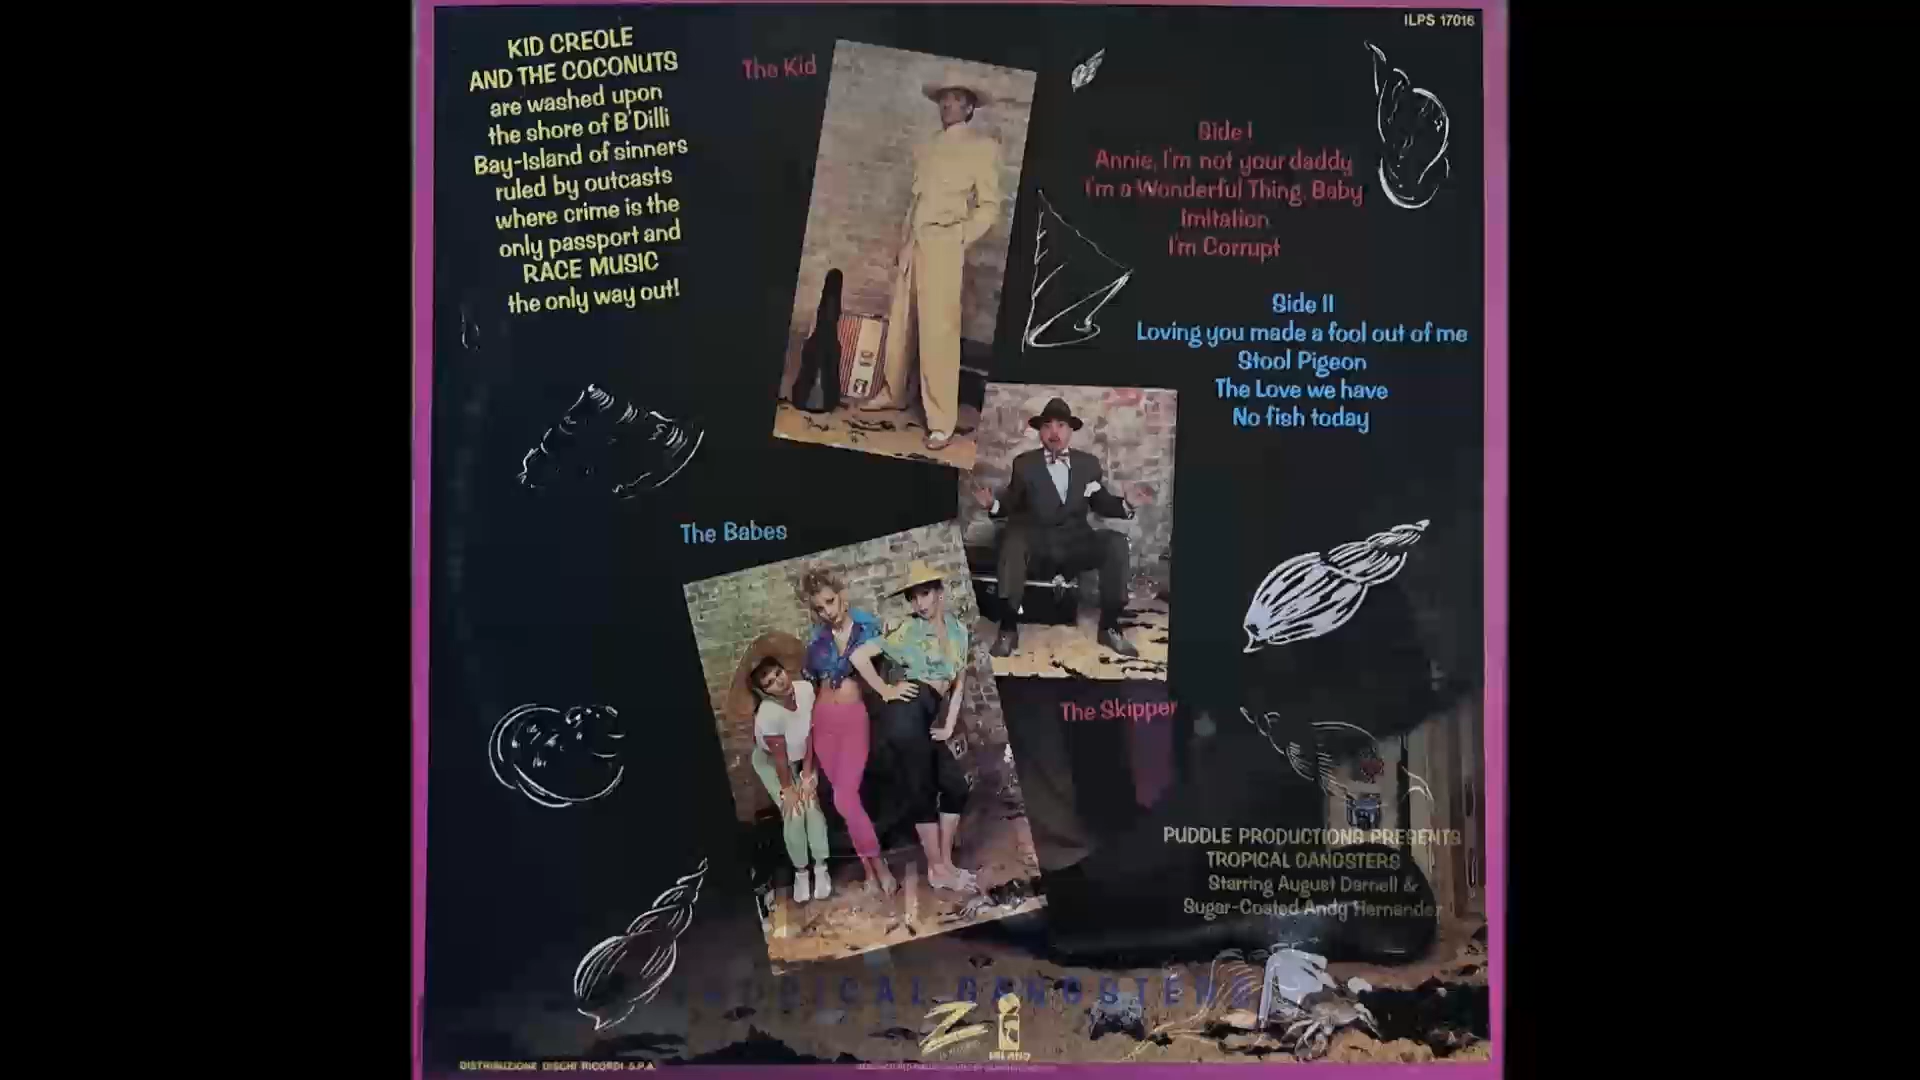 ILPS 17016
KID CREOLE
AND THE COCONUTS
are washed upon
the shore of B'Dilli
Bay-Island of sinners
ruled by outcasts
where crime is the
only passport and
RACE MUSIC
the only way out!
The Kid
Side I
Annie, I'm not your daddy
I'm a Wonderful Thing, Baby
Imitation
I'm Corrupt
Side II
Loving you made a fool out of me
Stool Pigeon
The Love we have
No fish today
The Babes
The Skipper
PUDDLE PRODUCTIONS PRESENTS
TROPICAL GANGSTERS
Starring August Darnell &
Sugar-Coated Andy Hernandez
TROPICAL GANGSTERS
ISLAND
DISTRIBUZIONE DISCHI RICORDI S.P.A.